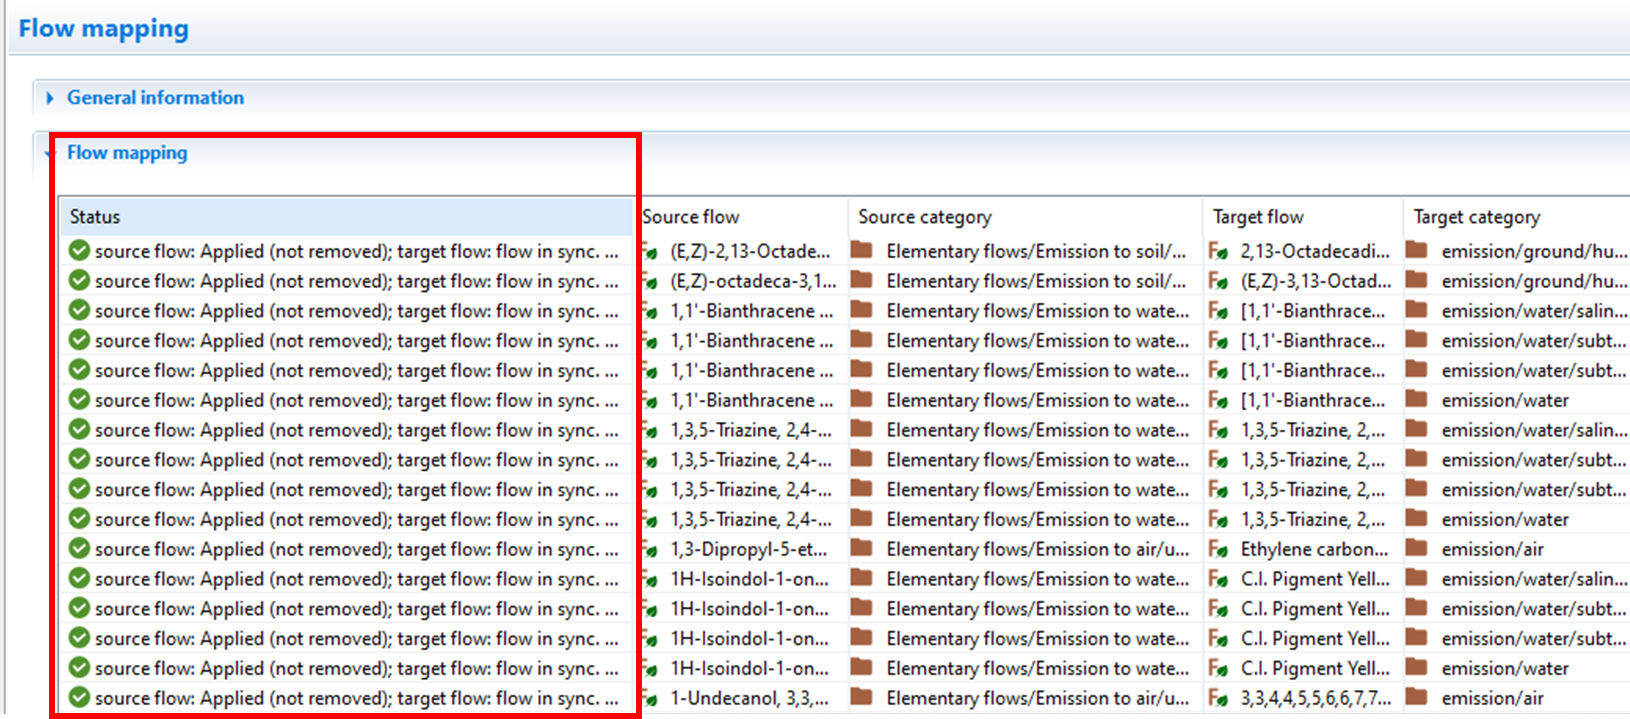 Flow mapping
General information
Flow mapping
Status Source flow Source category Target flow Target category
source flow: Applied (not removed); target flow: flow in sync. ... (E,Z)-2,13-Octade... Elementary flows/Emission to soil/... 2,13-Octadecadi... emission/ground/hu...
source flow: Applied (not removed); target flow: flow in sync. ... (E,Z)-octadeca-3,1... Elementary flows/Emission to soil/... (E,Z)-3,13-Octad... emission/ground/hu...
source flow: Applied (not removed); target flow: flow in sync. ... 1,1'-Bianthracene ... Elementary flows/Emission to wate... [1,1'-Bianthrace... emission/water/salin...
source flow: Applied (not removed); target flow: flow in sync. ... 1,1'-Bianthracene ... Elementary flows/Emission to wate... [1,1'-Bianthrace... emission/water/subt...
source flow: Applied (not removed); target flow: flow in sync. ... 1,1'-Bianthracene ... Elementary flows/Emission to wate... [1,1'-Bianthrace... emission/water/subt...
source flow: Applied (not removed); target flow: flow in sync. ... 1,1'-Bianthracene ... Elementary flows/Emission to wate... [1,1'-Bianthrace... emission/water
source flow: Applied (not removed); target flow: flow in sync. ... 1,3,5-Triazine, 2,4-... Elementary flows/Emission to wate... 1,3,5-Triazine, 2,... emission/water/salin...
source flow: Applied (not removed); target flow: flow in sync. ... 1,3,5-Triazine, 2,4-... Elementary flows/Emission to wate... 1,3,5-Triazine, 2,... emission/water/subt...
source flow: Applied (not removed); target flow: flow in sync. ... 1,3,5-Triazine, 2,4-... Elementary flows/Emission to wate... 1,3,5-Triazine, 2,... emission/water/subt...
source flow: Applied (not removed); target flow: flow in sync. ... 1,3,5-Triazine, 2,4-... Elementary flows/Emission to wate... 1,3,5-Triazine, 2,... emission/water
source flow: Applied (not removed); target flow: flow in sync. ... 1,3-Dipropyl-5-et... Elementary flows/Emission to air/u... Ethylene carbon... emission/air
source flow: Applied (not removed); target flow: flow in sync. ... 1H-Isoindol-1-on... Elementary flows/Emission to wate... C.I. Pigment Yell... emission/water/salin...
source flow: Applied (not removed); target flow: flow in sync. ... 1H-Isoindol-1-on... Elementary flows/Emission to wate... C.I. Pigment Yell... emission/water/subt...
source flow: Applied (not removed); target flow: flow in sync. ... 1H-Isoindol-1-on... Elementary flows/Emission to wate... C.I. Pigment Yell... emission/water/subt...
source flow: Applied (not removed); target flow: flow in sync. ... 1H-Isoindol-1-on... Elementary flows/Emission to wate... C.I. Pigment Yell... emission/water
source flow: Applied (not removed); target flow: flow in sync. ... 1-Undecanol, 3,3,... Elementary flows/Emission to air/u... 3,3,4,4,5,5,6,6,7,7... emission/air